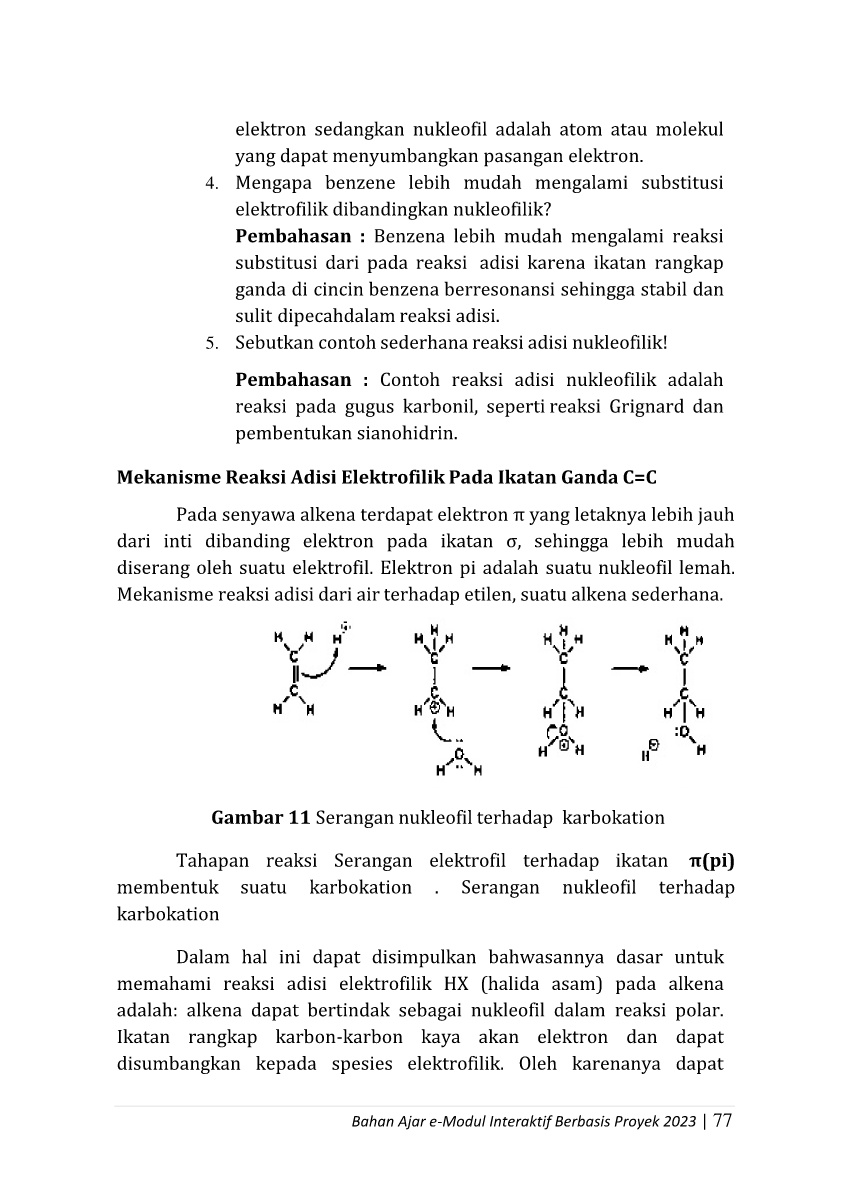 elektron sedangkan nukleofil adalah atom atau molekul
yang dapat menyumbangkan pasangan elektron.
4. Mengapa benzene lebih mudah mengalami substitusi
elektrofilik dibandingkan nukleofilik?
Pembahasan : Benzena lebih mudah mengalami reaksi
substitusi dari pada reaksi adisi karena ikatan rangkap
ganda di cincin benzena berresonansi sehingga stabil dan
sulit dipecahdalam reaksi adisi.
5. Sebutkan contoh sederhana reaksi adisi nukleofilik!
Pembahasan : Contoh reaksi adisi nukleofilik adalah
reaksi pada gugus karbonil, seperti reaksi Grignard dan
pembentukan sianohidrin.
Mekanisme Reaksi Adisi Elektrofilik Pada Ikatan Ganda C=C
Pada senyawa alkena terdapat elektron π yang letaknya lebih jauh
dari inti dibanding elektron pada ikatan σ, sehingga lebih mudah
diserang oleh suatu elektrofil. Elektron pi adalah suatu nukleofil lemah.
Mekanisme reaksi adisi dari air terhadap etilen, suatu alkena sederhana.
H H H + H H H H H H H H H
C C C C
C C C C
H H H + H H H H H
O O + H + :O
H H H H H
Gambar 11 Serangan nukleofil terhadap karbokation
Tahapan reaksi Serangan elektrofil terhadap ikatan π(pi)
membentuk suatu karbokation . Serangan nukleofil terhadap
karbokation
Dalam hal ini dapat disimpulkan bahwasannya dasar untuk
memahami reaksi adisi elektrofilik HX (halida asam) pada alkena
adalah: alkena dapat bertindak sebagai nukleofil dalam reaksi polar.
Ikatan rangkap karbon-karbon kaya akan elektron dan dapat
disumbangkan kepada spesies elektrofilik. Oleh karenanya dapat
Bahan Ajar e-Modul Interaktif Berbasis Proyek 2023 | 77